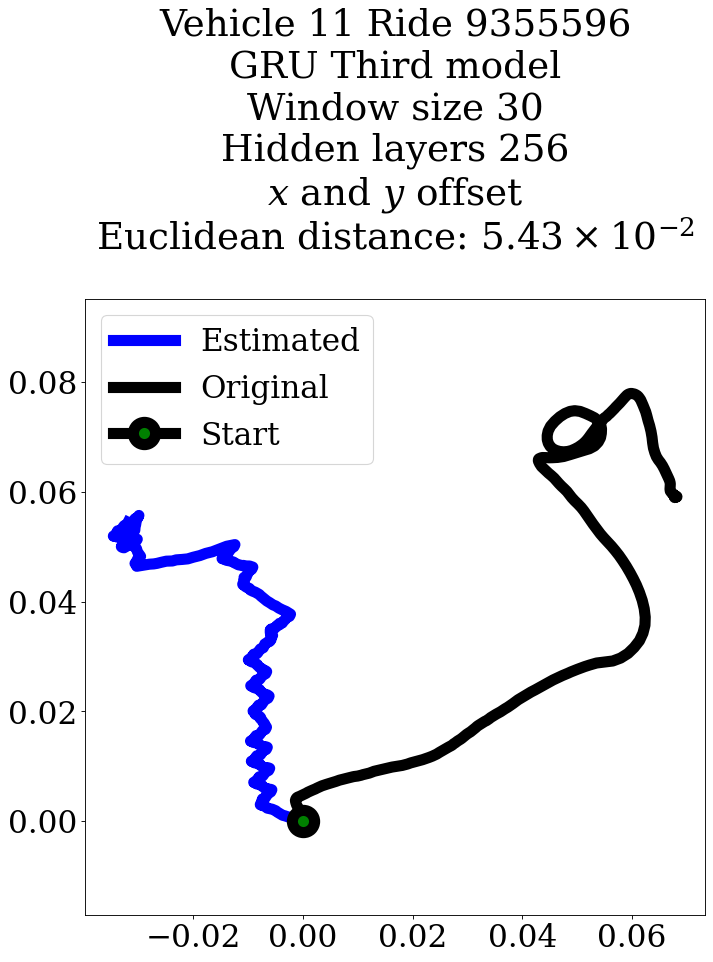 Vehicle 11 Ride 9355596
GRU Third model
Window size 30
Hidden layers 256
x and y offset
Euclidean distance: 5.43 × 10⁻²
Estimated
Original
Start
0.08
0.06
0.04
0.02
0.00
−0.02 0.00 0.02 0.04 0.06